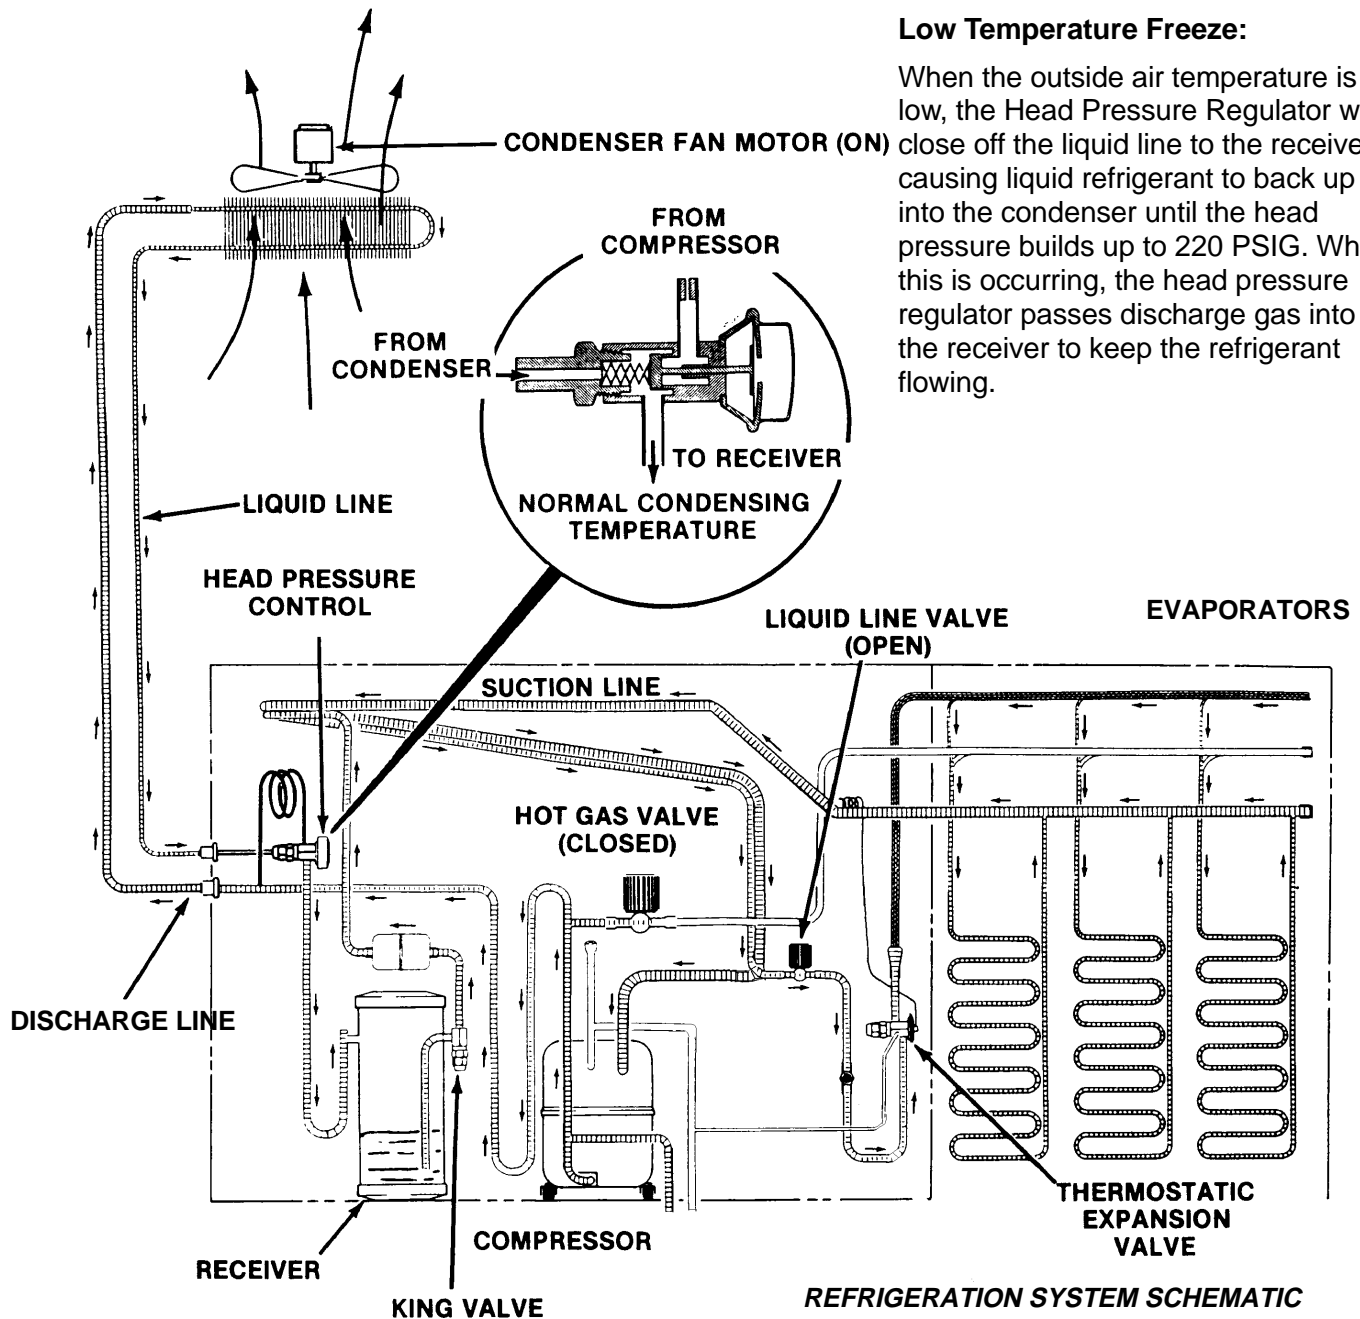 Low Temperature Freeze:
When the outside air temperature is
low, the Head Pressure Regulator w
close off the liquid line to the receive
causing liquid refrigerant to back up
into the condenser until the head
pressure builds up to 220 PSIG. Wh
this is occurring, the head pressure
regulator passes discharge gas into
the receiver to keep the refrigerant
flowing.
CONDENSER FAN MOTOR (ON)
FROM
COMPRESSOR
FROM
CONDENSER
TO RECEIVER
NORMAL CONDENSING
TEMPERATURE
LIQUID LINE
HEAD PRESSURE
CONTROL
LIQUID LINE VALVE
(OPEN)
EVAPORATORS
SUCTION LINE
HOT GAS VALVE
(CLOSED)
DISCHARGE LINE
THERMOSTATIC
EXPANSION
VALVE
COMPRESSOR
RECEIVER
KING VALVE
REFRIGERATION SYSTEM SCHEMATIC